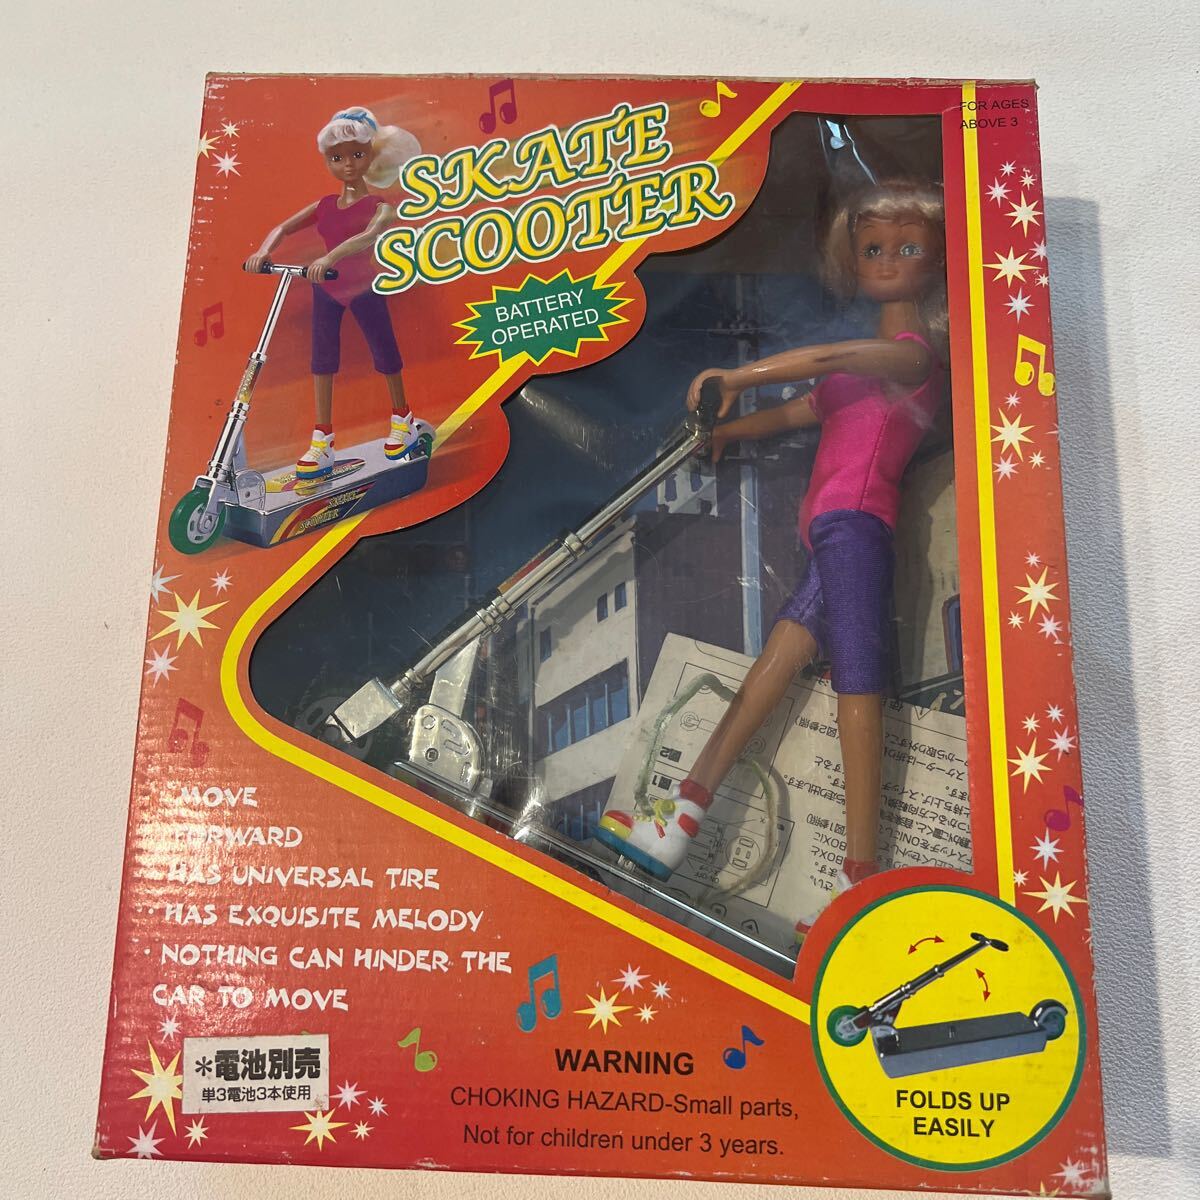 FOR AGES
ABOVE 3
SKATE
SCOOTER
BATTERY
OPERATED
SKATE
SCOOTER
· MOVE
FORWARD
· HAS UNIVERSAL TIRE
· HAS EXQUISITE MELODY
· NOTHING CAN HINDER THE
CAR TO MOVE
*電池別売
単3電池3本使用
WARNING
CHOKING HAZARD-Small parts,
Not for children under 3 years.
FOLDS UP
EASILY